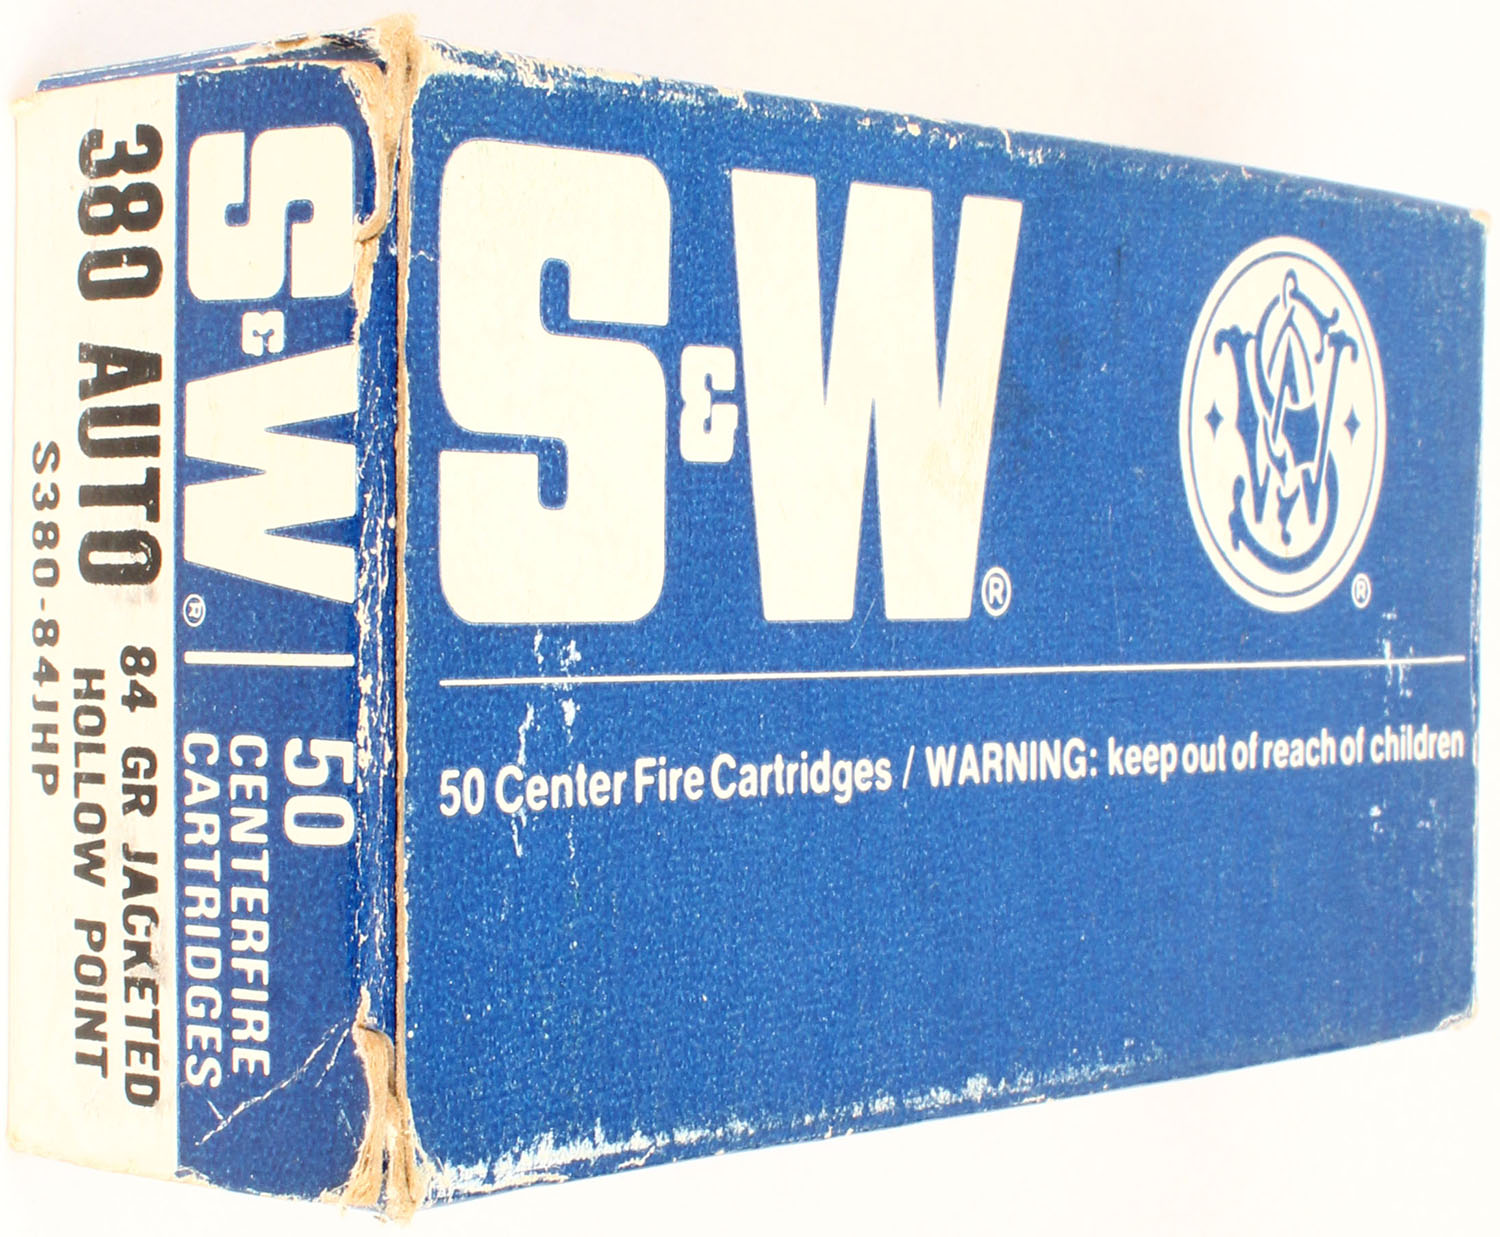 S&W®
50 Center Fire Cartridges / WARNING: keep out of reach of children
®
S&W® 50
CENTERFIRE
CARTRIDGES
380 AUTO 84 GR JACKETED
HOLLOW POINT
S380-84JHP